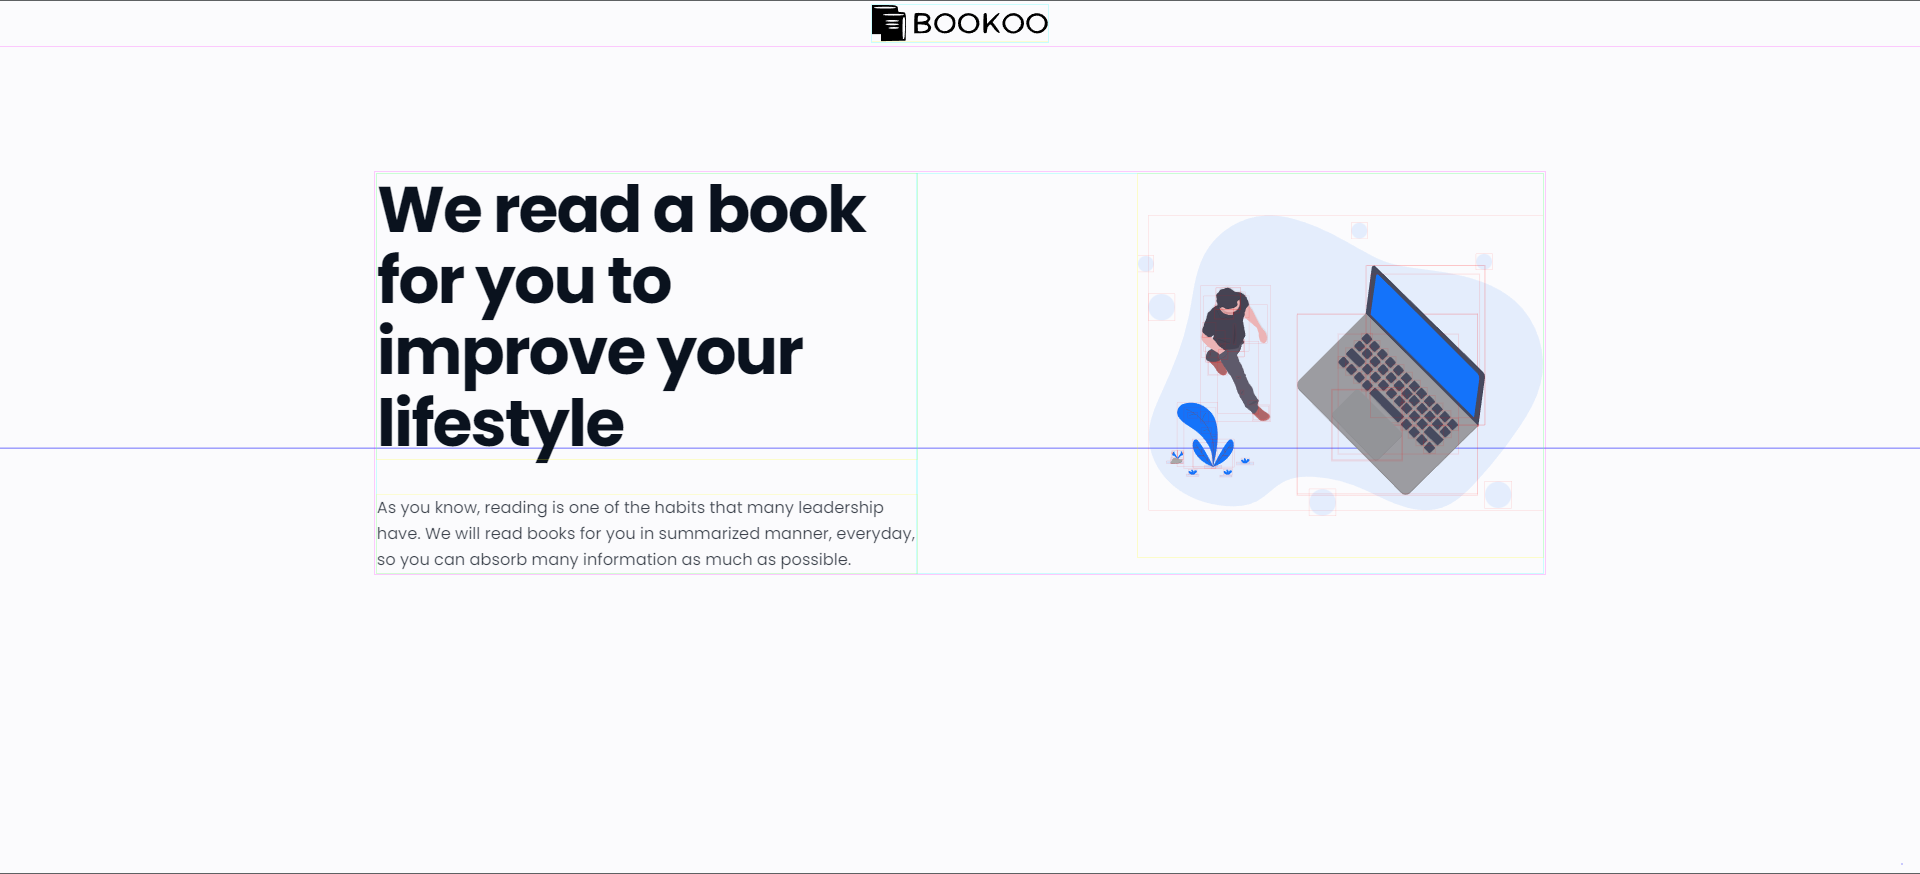 BOOKOO
We read a book
for you to
improve your
lifestyle
As you know, reading is one of the habits that many leadership
have. We will read books for you in summarized manner, everyday,
so you can absorb many information as much as possible.